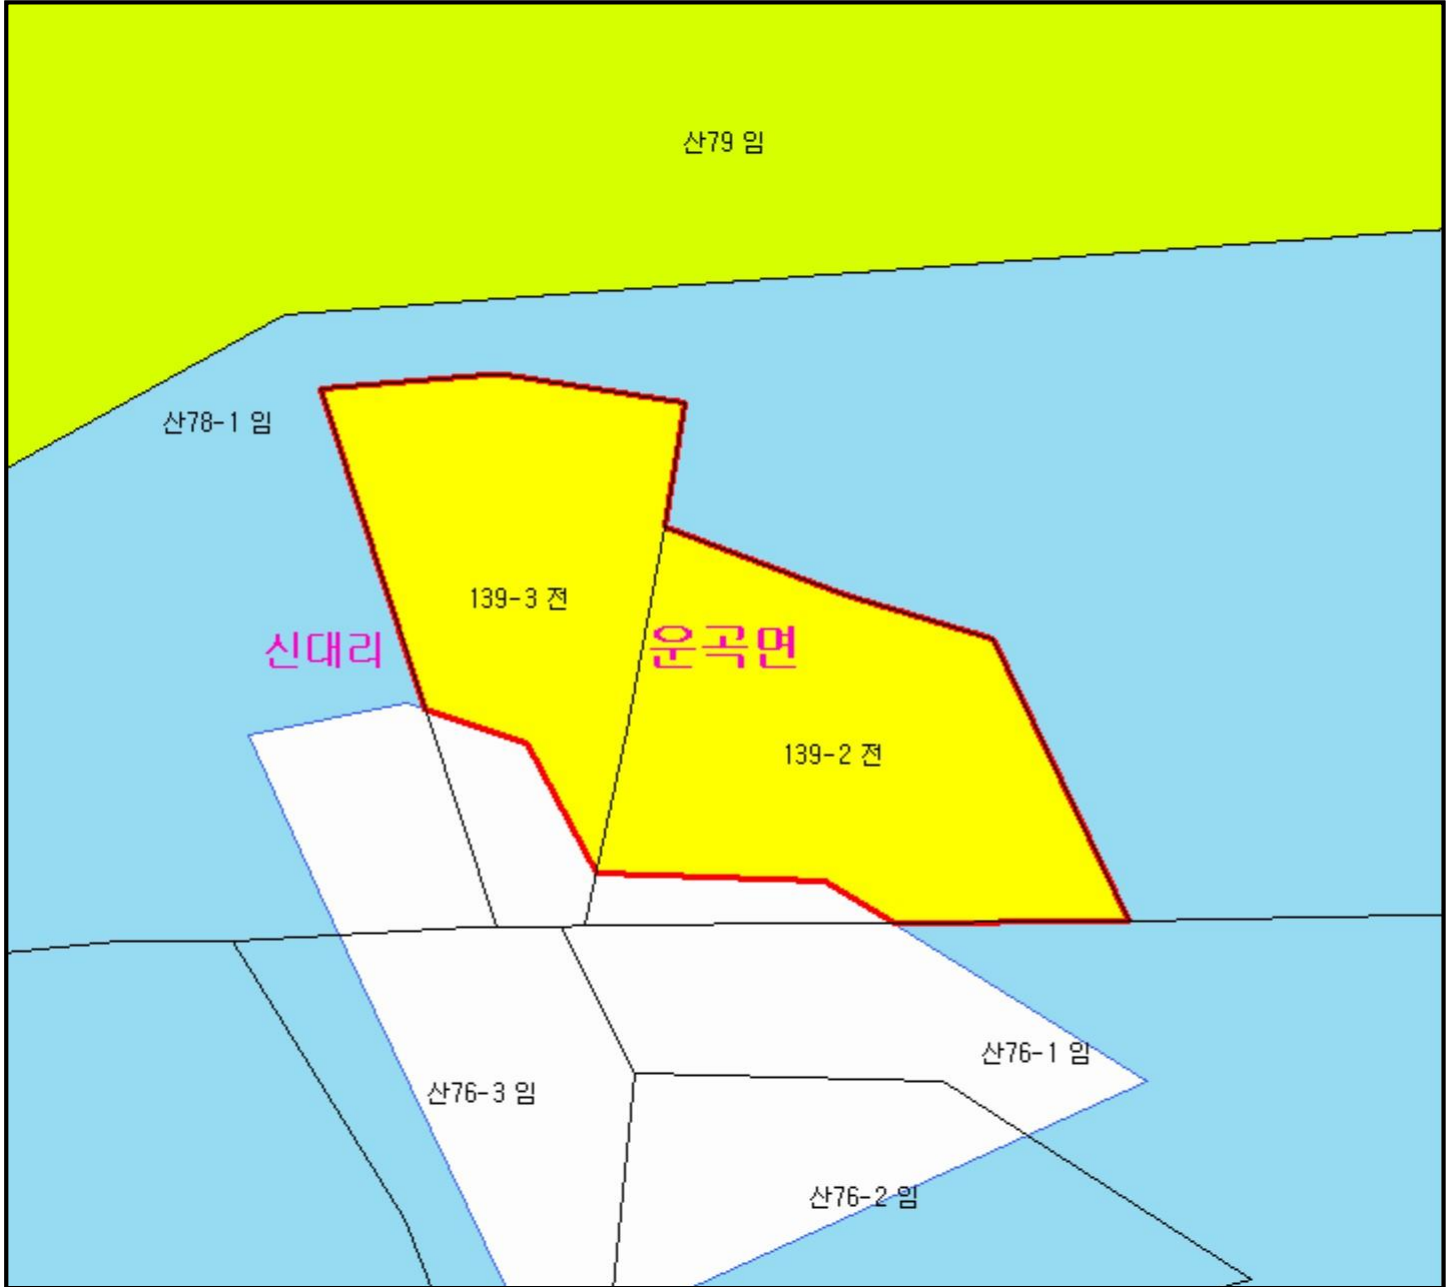 산79 임
산78-1 임
139-3 전
신대리
운곡면
139-2 전
산76-1 임
산76-3 임
산76-2 임